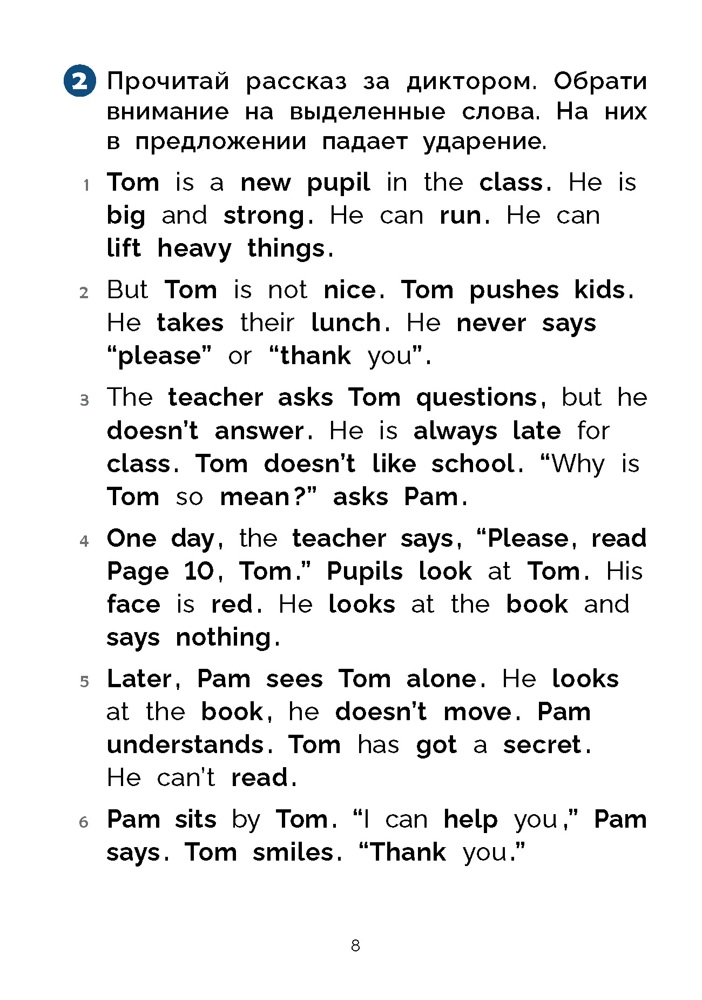 2 Прочитай рассказ за диктором. Обрати
внимание на выделенные слова. На них
в предложении падает ударение.
1 Tom is a new pupil in the class. He is
big and strong. He can run. He can
lift heavy things.
2 But Tom is not nice. Tom pushes kids.
He takes their lunch. He never says
“please” or “thank you”.
3 The teacher asks Tom questions, but he
doesn’t answer. He is always late for
class. Tom doesn’t like school. “Why is
Tom so mean?” asks Pam.
4 One day, the teacher says, “Please, read
Page 10, Tom.” Pupils look at Tom. His
face is red. He looks at the book and
says nothing.
5 Later, Pam sees Tom alone. He looks
at the book, he doesn’t move. Pam
understands. Tom has got a secret.
He can’t read.
6 Pam sits by Tom. “I can help you,” Pam
says. Tom smiles. “Thank you.”
8